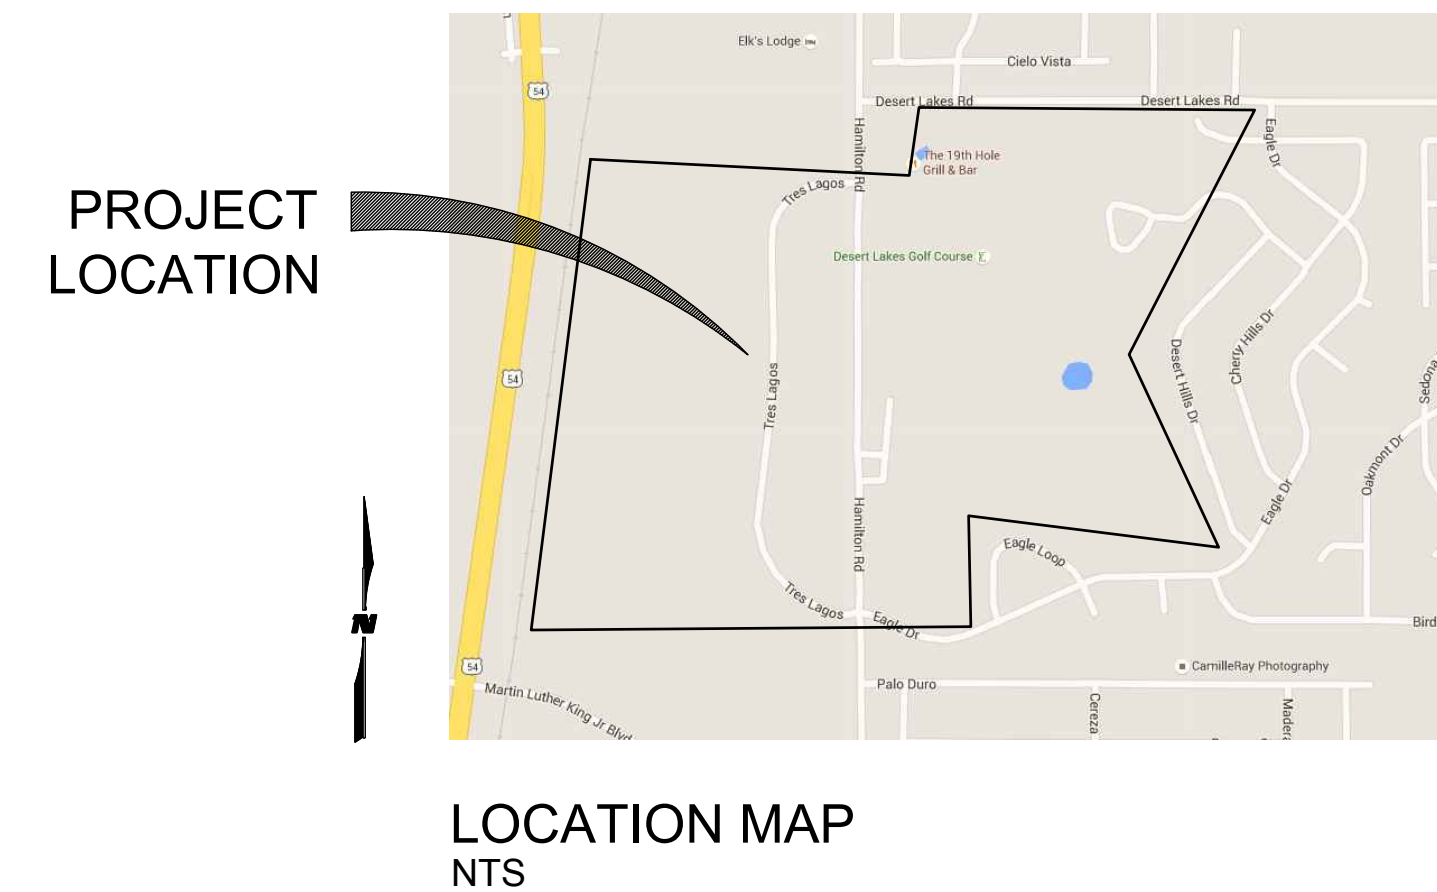 Elk's Lodge
Cielo Vista
54
Desert Lakes Rd
Desert Lakes Rd
Hamilton Rd
Eagle Dr
The 19th Hole
Grill & Bar
PROJECT
LOCATION
Tres Lagos
Desert Lakes Golf Course
Cherry Hills Dr
Desert Hills Dr
54
Tres Lagos
Sedona
Oakmont Dr
Hamilton Rd
Eagle Dr
Eagle Loop
N
Tres Lagos
Eagle Dr
Bird
54
CamilleRay Photography
Martin Luther King Jr Blvd
Palo Duro
Cereza
Madera
LOCATION MAP
NTS